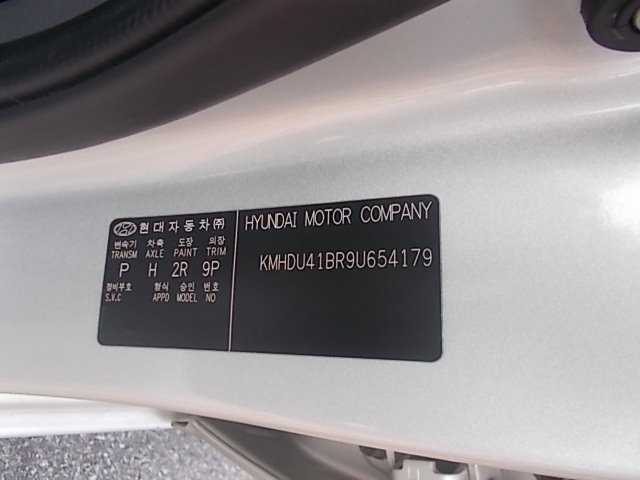 현대자동차㈜
변속기 차축 도장 의장
TRANSM AXLE PAINT TRIM
P H 2R 9P
정비부호 형식 승인 번호
S.V.C APPD MODEL NO
HYUNDAI MOTOR COMPANY
KMHDU41BR9U654179